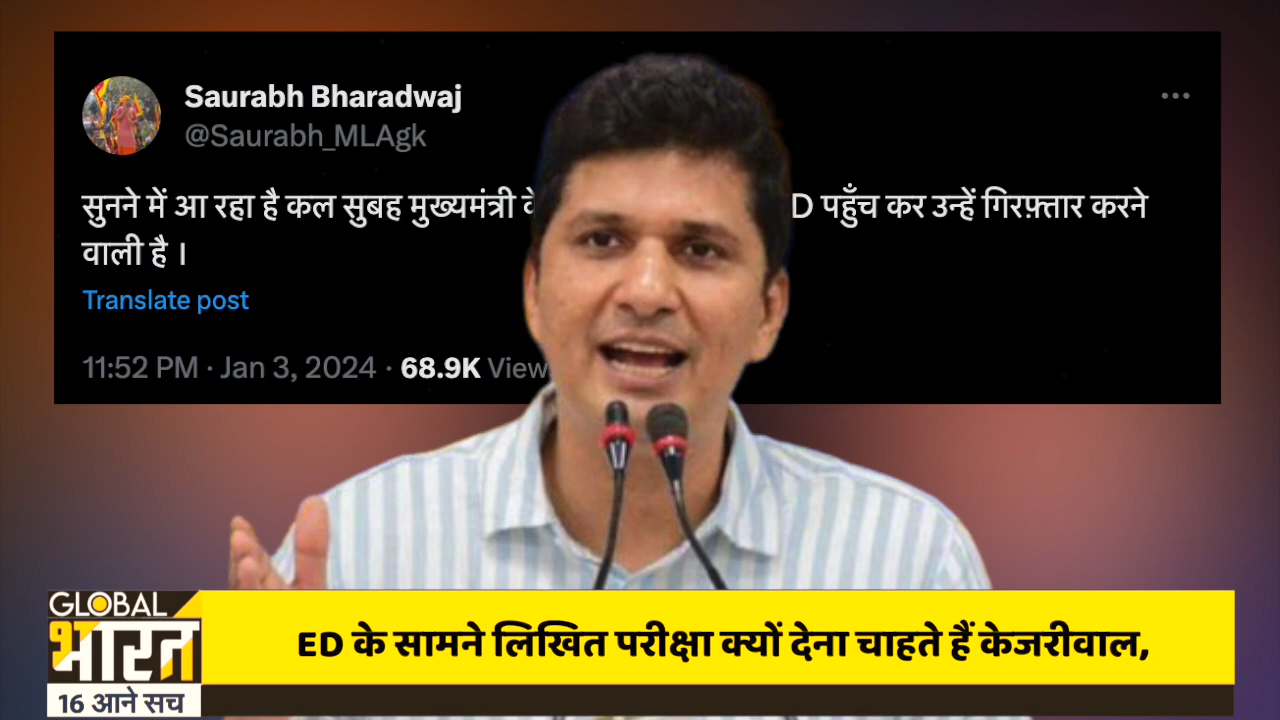 Saurabh Bharadwaj
@Saurabh_MLAgk
सुनने में आ रहा है कल सुबह मुख्यमंत्री पहुँच कर उन्हें गिरफ़्तार करने
वाली है ।
Translate post
11:52 PM · Jan 3, 2024 · 68.9K View
GLOBAL
भारत
16 आने सच
ED के सामने लिखित परीक्षा क्यों देना चाहते हैं केजरीवाल,